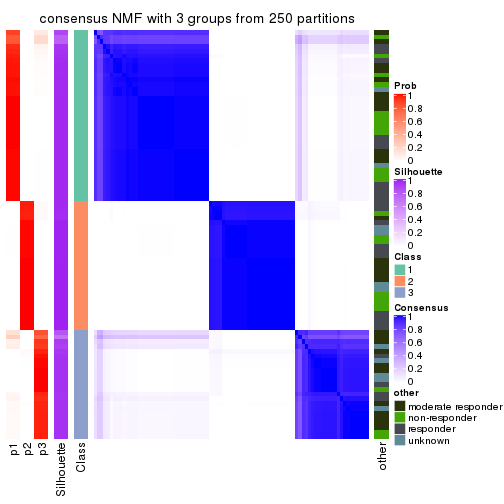 consensus NMF with 3 groups from 250 partitions
Prob
1
0.8
0.6
0.4
0.2
0
Silhouette
1
0.8
0.6
0.4
0.2
0
Class
1
2
3
Consensus
1
0.8
0.6
0.4
0.2
0
other
moderate responder
non-responder
responder
unknown
p1
p2
p3
Silhouette
Class
other